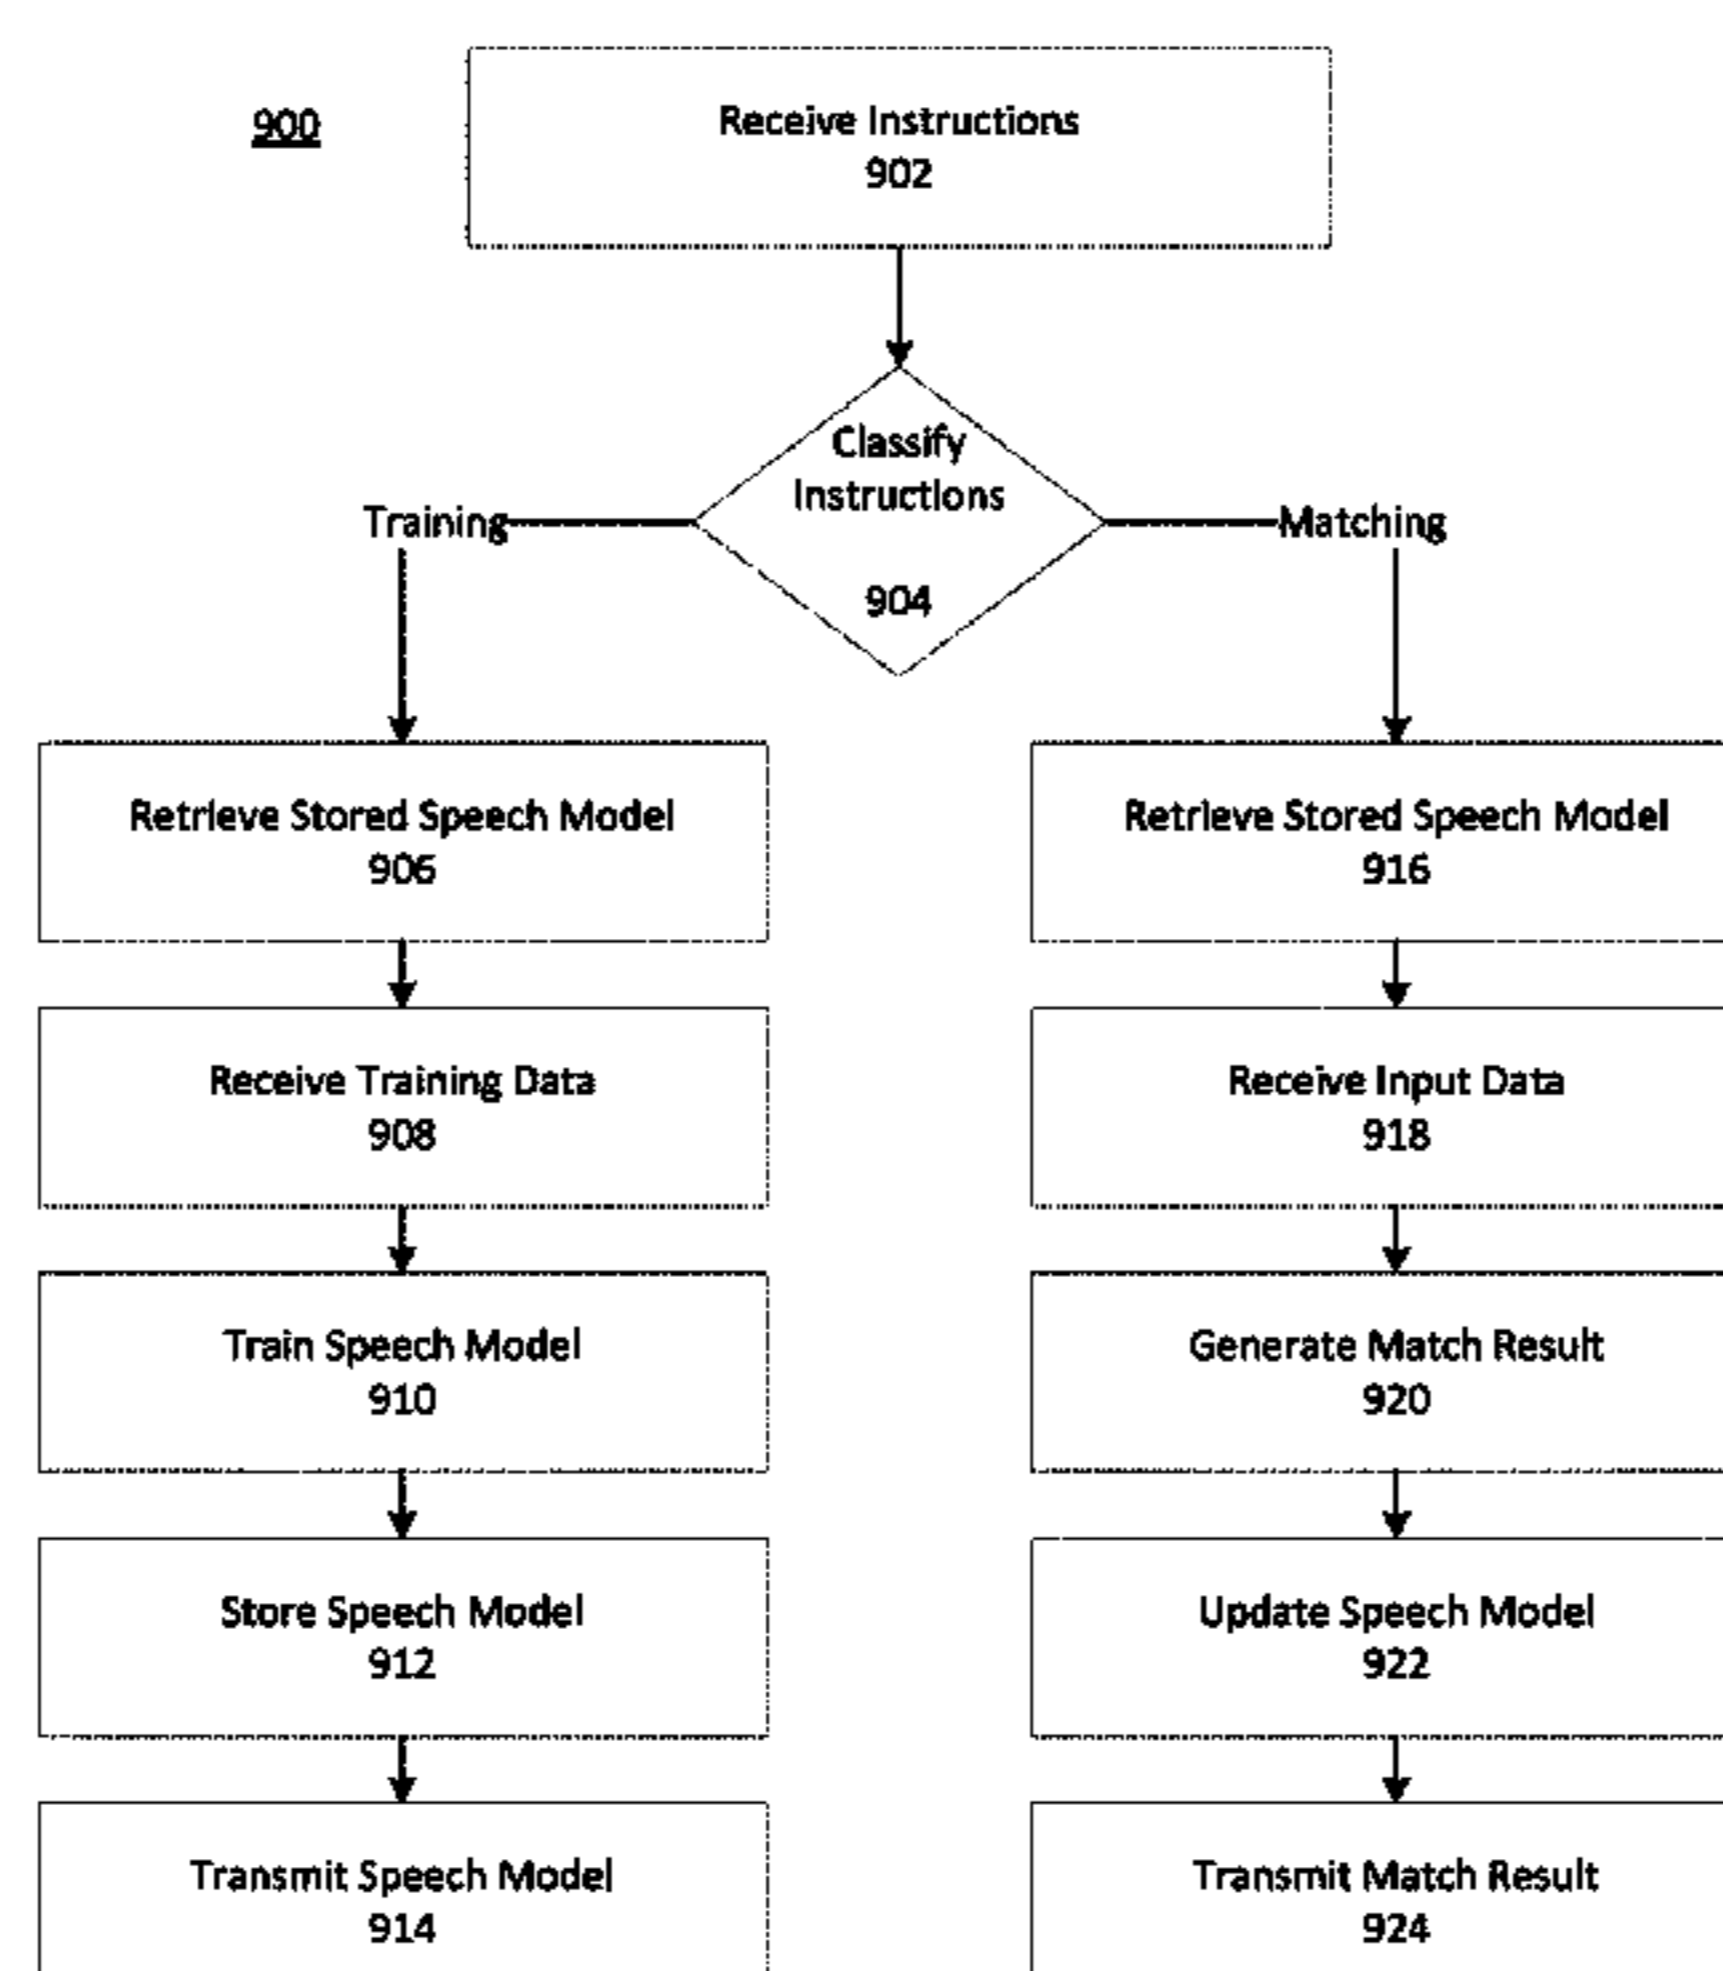 900
Receive Instructions
902
Classify
Instructions
904
Training
Matching
Retrieve Stored Speech Model
906
Receive Training Data
908
Train Speech Model
910
Store Speech Model
912
Transmit Speech Model
914
Retrieve Stored Speech Model
916
Receive Input Data
918
Generate Match Result
920
Update Speech Model
922
Transmit Match Result
924